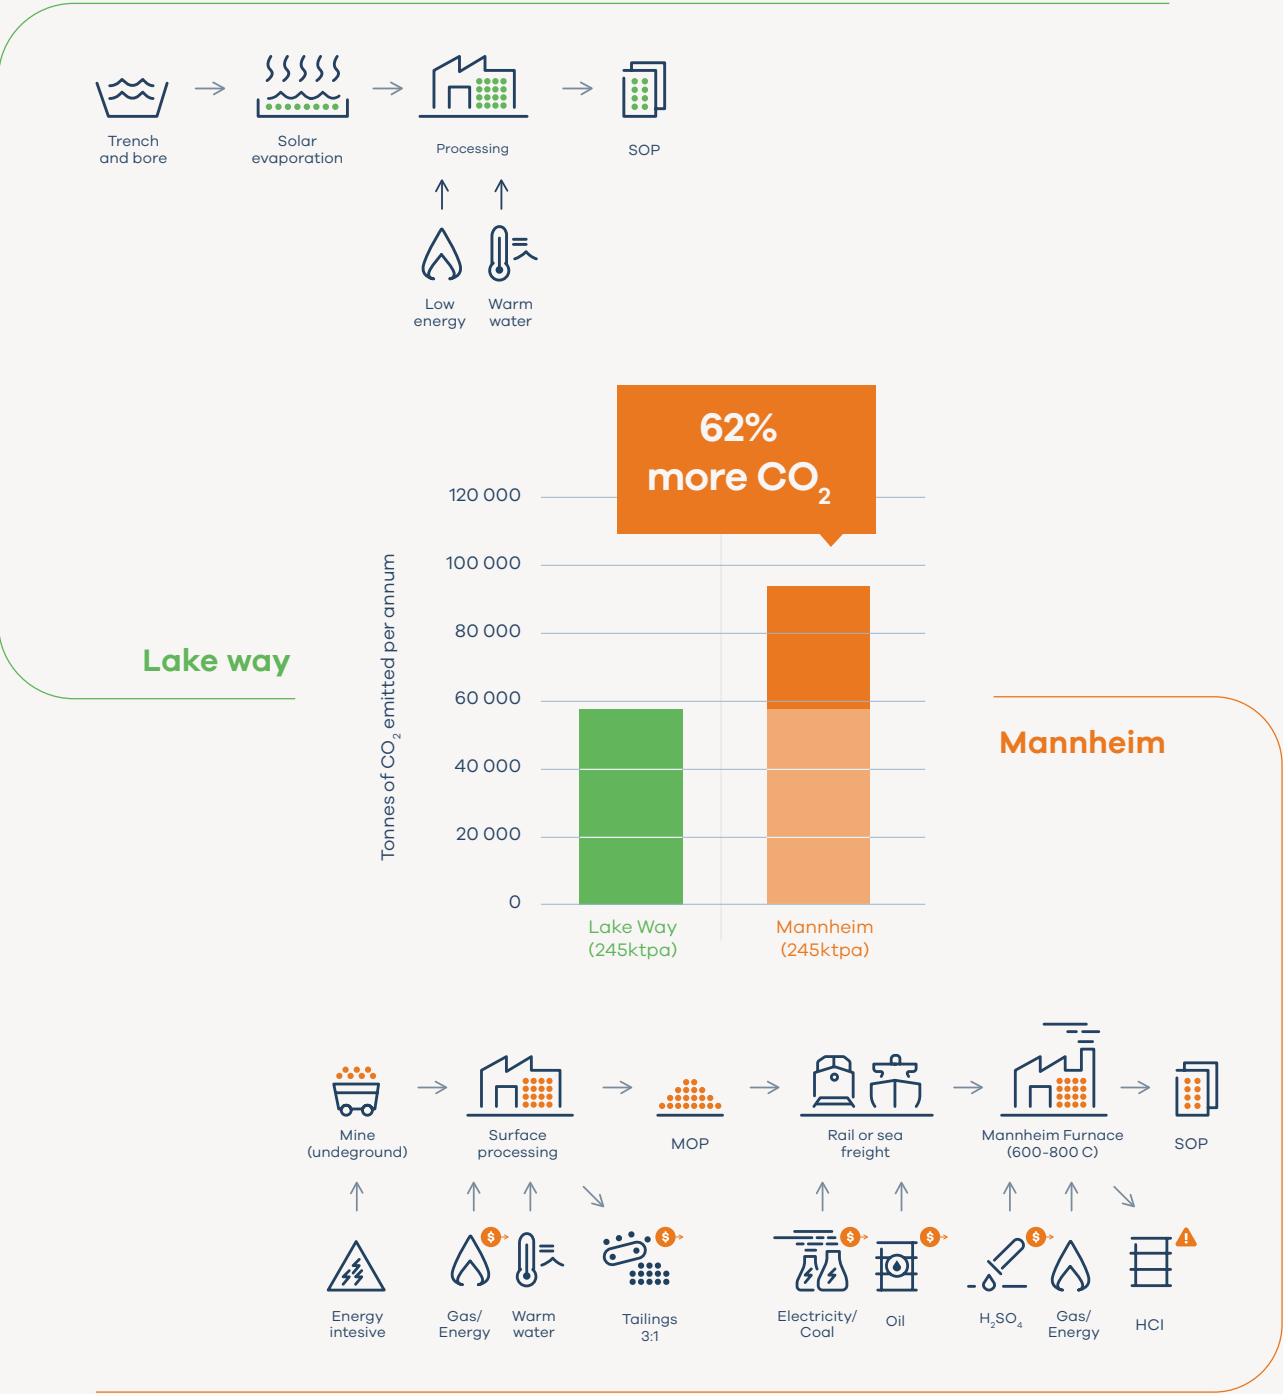 Trench
and bore
Solar
evaporation
Processing
SOP
Low
energy
Warm
water
62%
more CO₂
Tonnes of CO₂ emitted per annum
120 000
100 000
80 000
60 000
40 000
20 000
0
Lake Way
(245ktpa)
Mannheim
(245ktpa)
Lake way
Mannheim
Mine
(undeground)
Surface
processing
MOP
Rail or sea
freight
Mannheim Furnace
(600-800 C)
SOP
Energy
intesive
$
Gas/
Energy
Warm
water
$
Tailings
3:1
$
Electricity/
Coal
$
Oil
$
H₂SO₄
Gas/
Energy
!
HCI